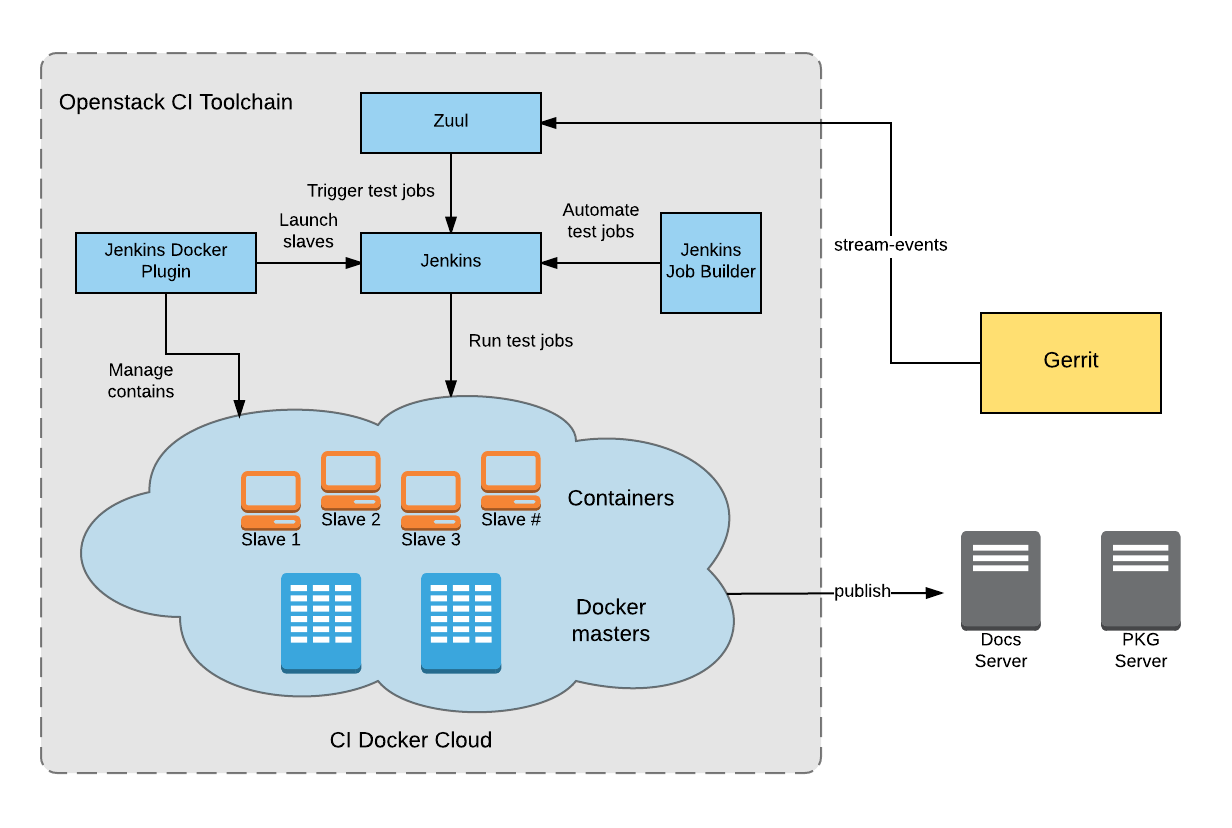 Openstack CI Toolchain
Zuul
Trigger test jobs
Launch
slaves
Automate
test jobs
Jenkins Docker
Plugin
Jenkins
Jenkins
Job Builder
stream-events
Run test jobs
Manage
contains
Gerrit
Containers
Slave 1
Slave 2
Slave 3
Slave #
Docker
masters
publish
Docs
Server
PKG
Server
CI Docker Cloud